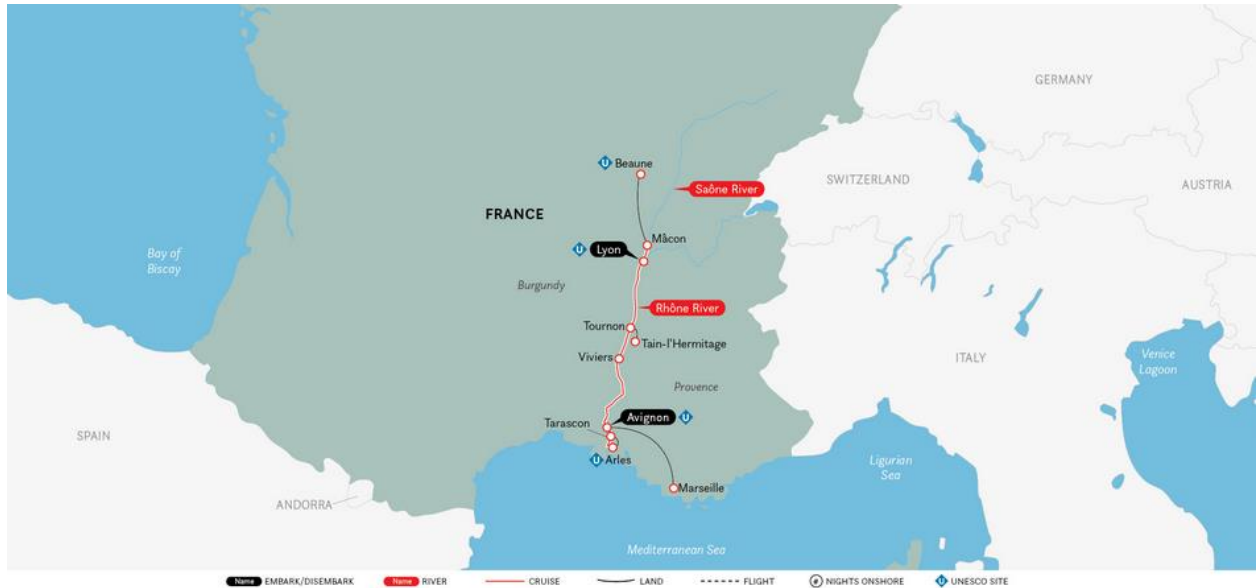 GERMANY
U Beaune
SWITZERLAND
AUSTRIA
Saône River
FRANCE
Mâcon
U Lyon
Bay of
Biscay
Burgundy
Rhône River
Tournon
Tain-l'Hermitage
Viviers
ITALY
Venice
Lagoon
Provence
Avignon U
Tarascon
SPAIN
U Arles
Ligurian
Sea
Marseille
ANDORRA
Mediterranean Sea
Name EMBARK/DISEMBARK Name RIVER CRUISE LAND FLIGHT # NIGHTS ONSHORE U UNESCO SITE